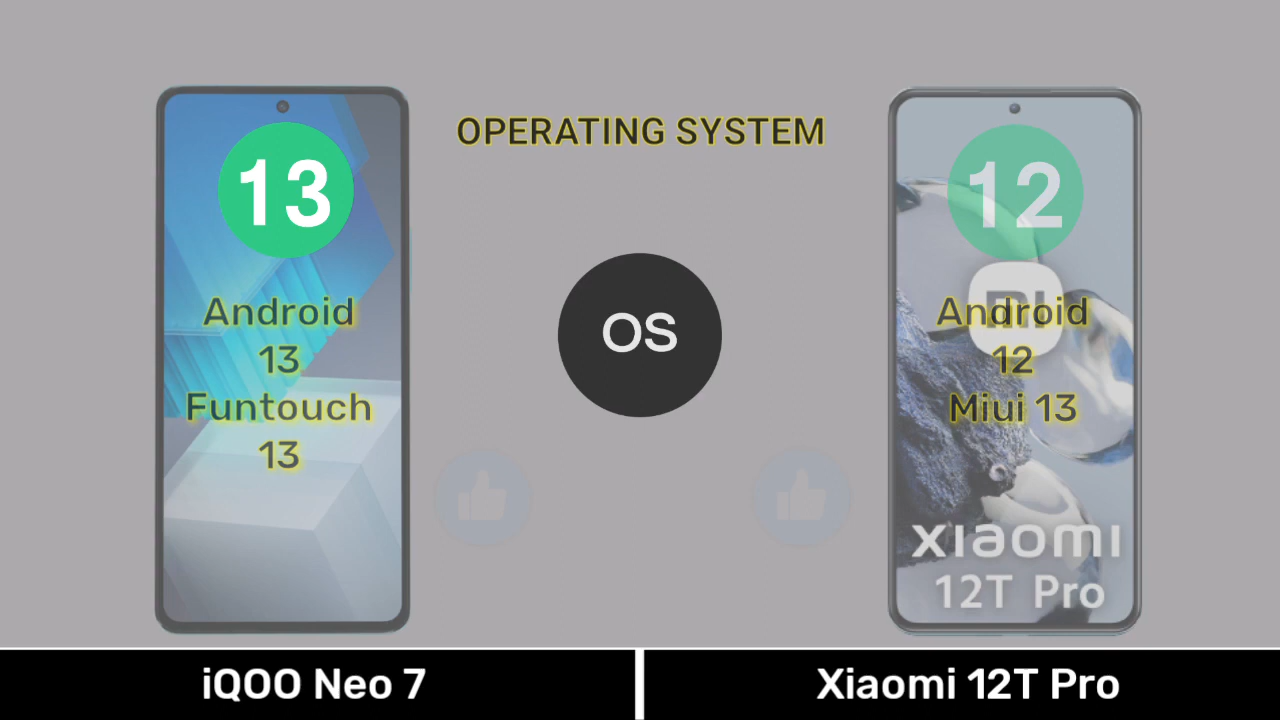 OPERATING SYSTEM
13
Android
13
Funtouch
13
OS
12
MI
Android
12
Miui 13
xiaomi
12T Pro
iQOO Neo 7
Xiaomi 12T Pro